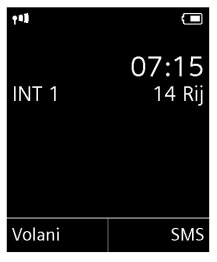 07:15
INT 1 14 Rij
Volani SMS